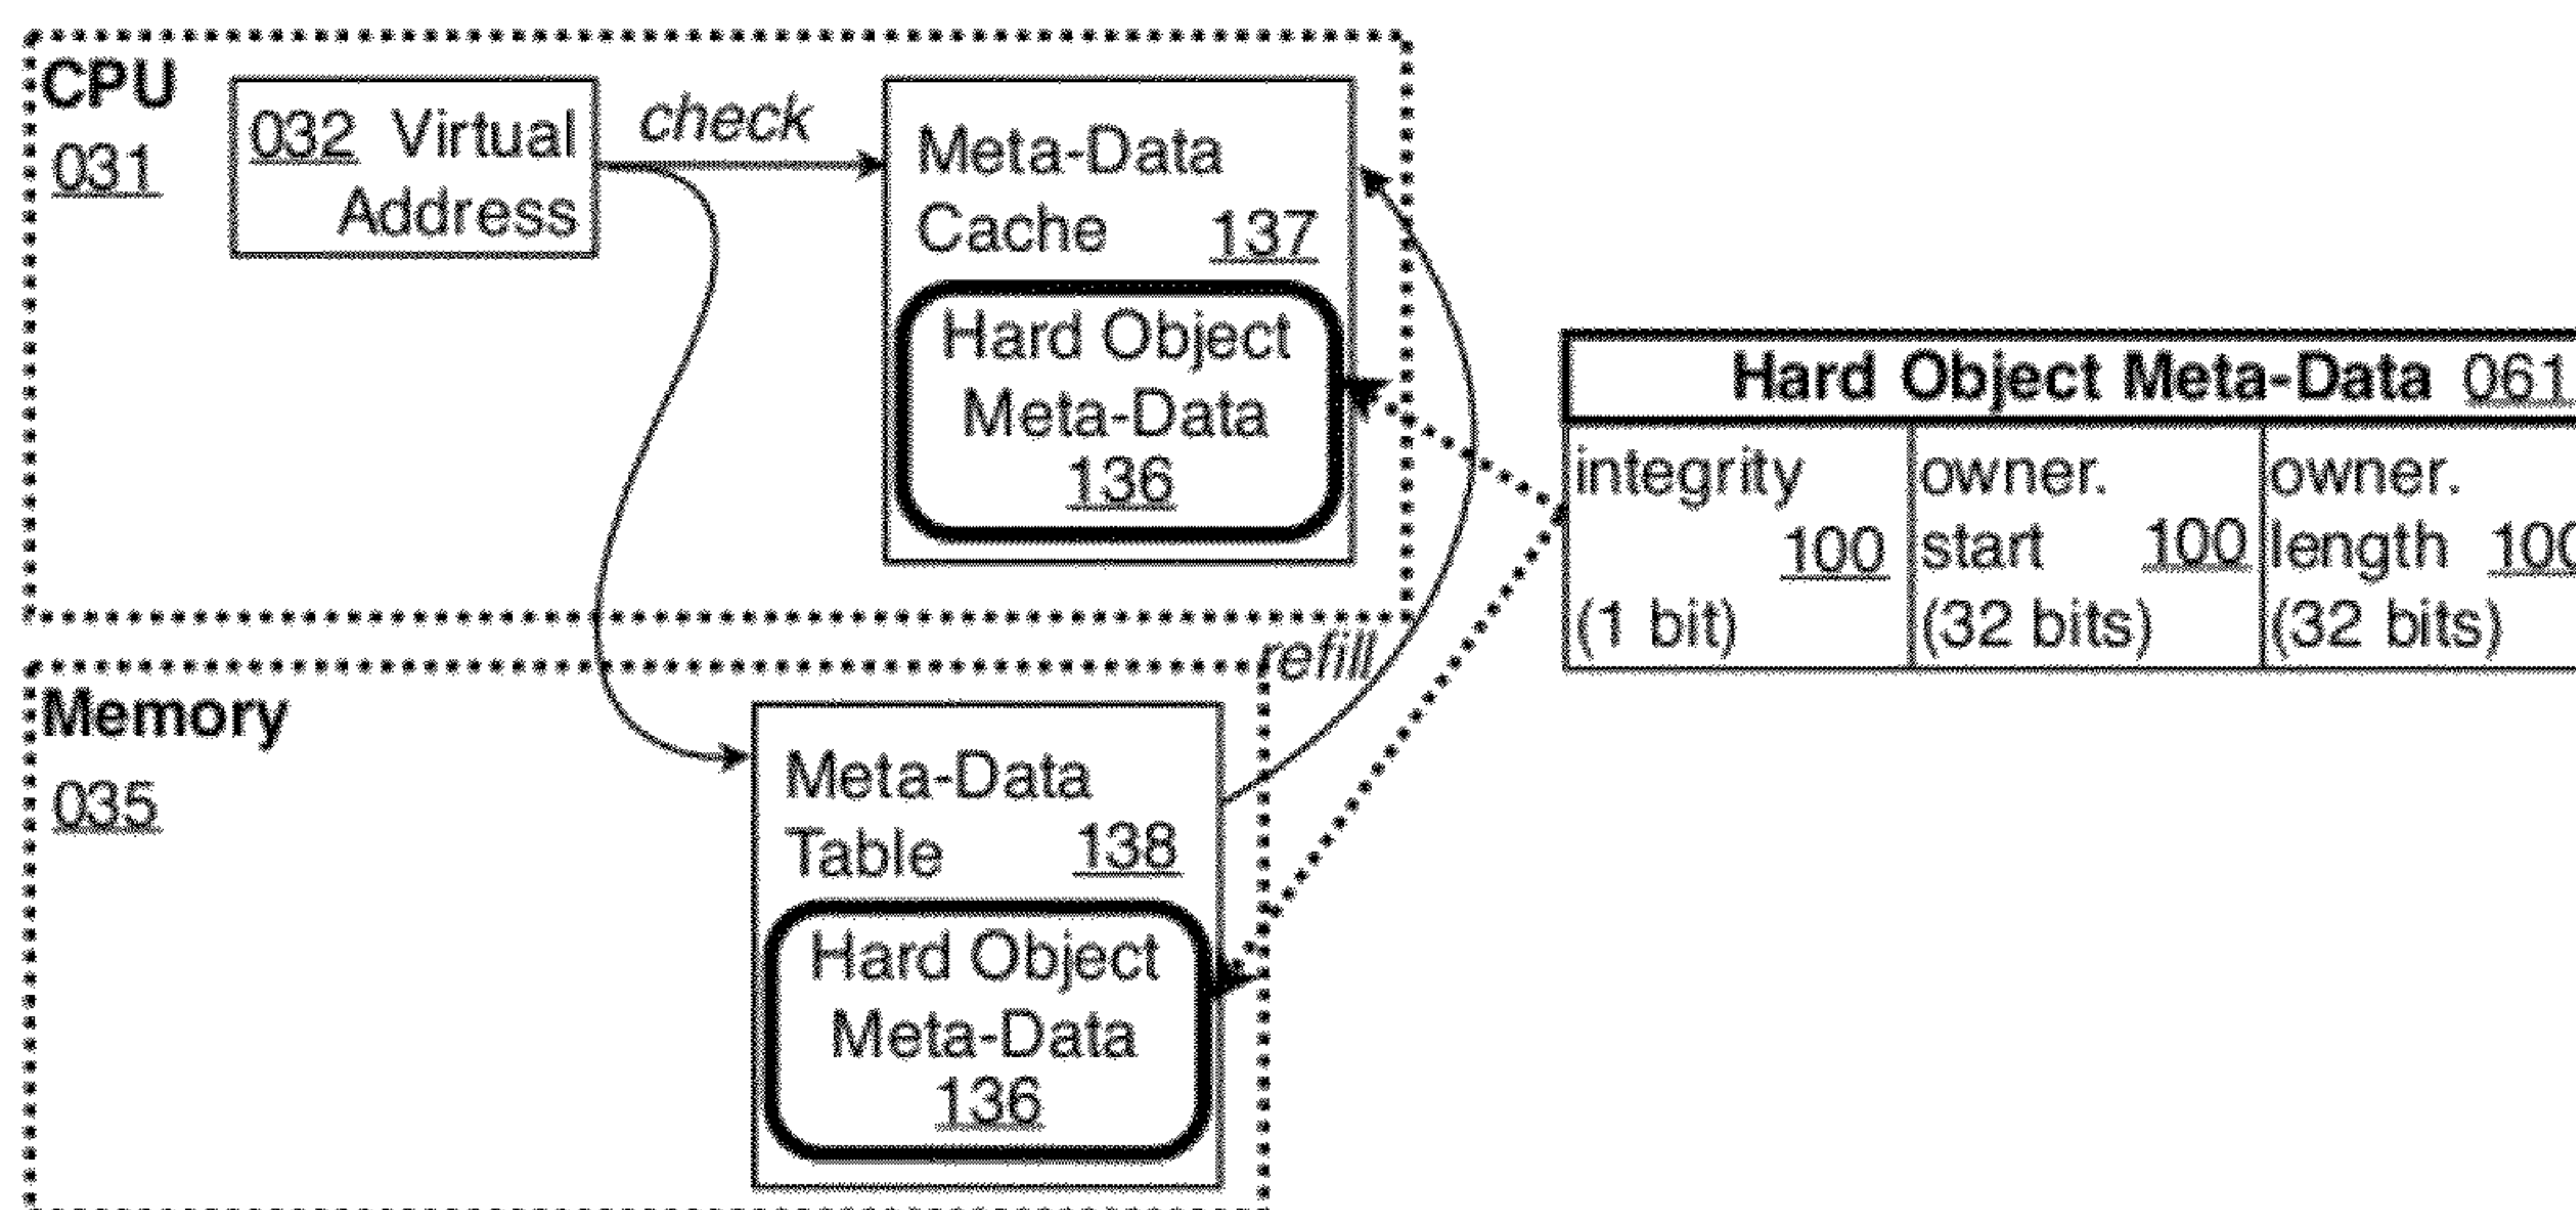 CPU
031
032 Virtual
Address
check
Meta-Data
Cache 137
Hard Object
Meta-Data
136
Hard Object Meta-Data 061
integrity
100
(1 bit)
owner.
start 100
(32 bits)
owner.
length 100
(32 bits)
refill
Memory
035
Meta-Data
Table 138
Hard Object
Meta-Data
136